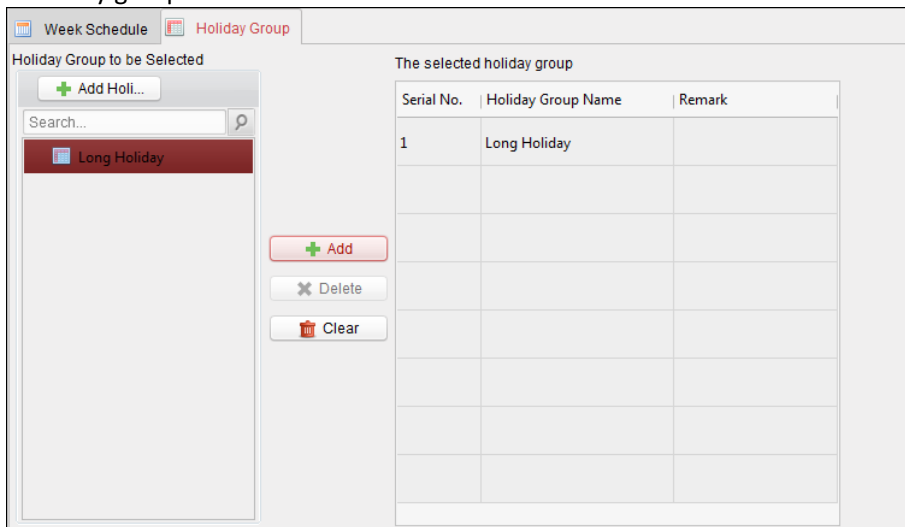 Week Schedule Holiday Group
Holiday Group to be Selected
The selected holiday group
Add Holi...
Serial No. Holiday Group Name Remark
Search...
1 Long Holiday
Long Holiday
Add
Delete
Clear